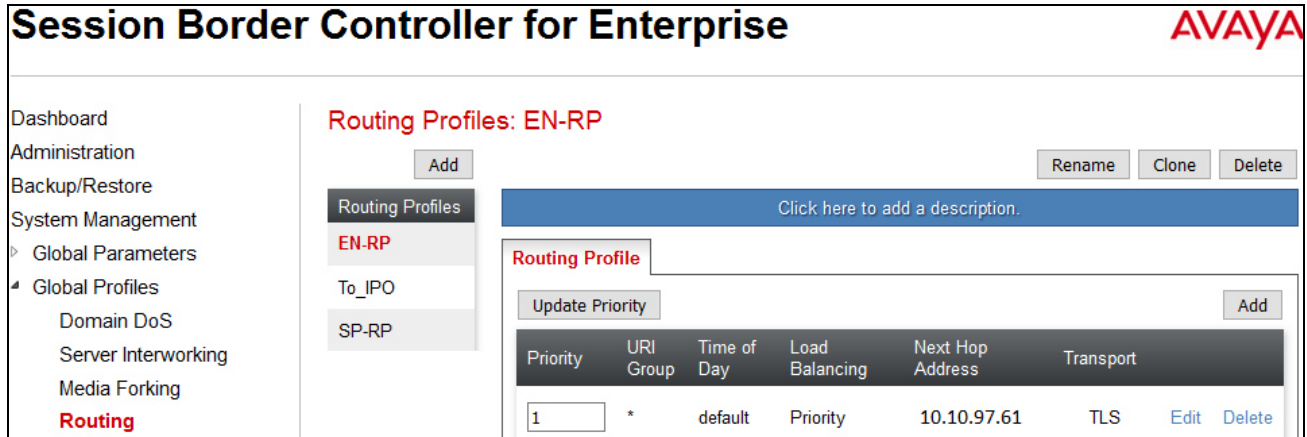 Session Border Controller for Enterprise
AVAYA
Dashboard
Administration
Backup/Restore
System Management
Global Parameters
Global Profiles
Domain DoS
Server Interworking
Media Forking
Routing
Routing Profiles: EN-RP
Add
Rename Clone Delete
Routing Profiles
EN-RP
To_IPO
SP-RP
Click here to add a description.
Routing Profile
Update Priority Add
Priority URI Group Time of Day Load Balancing Next Hop Address Transport
1 * default Priority 10.10.97.61 TLS Edit Delete